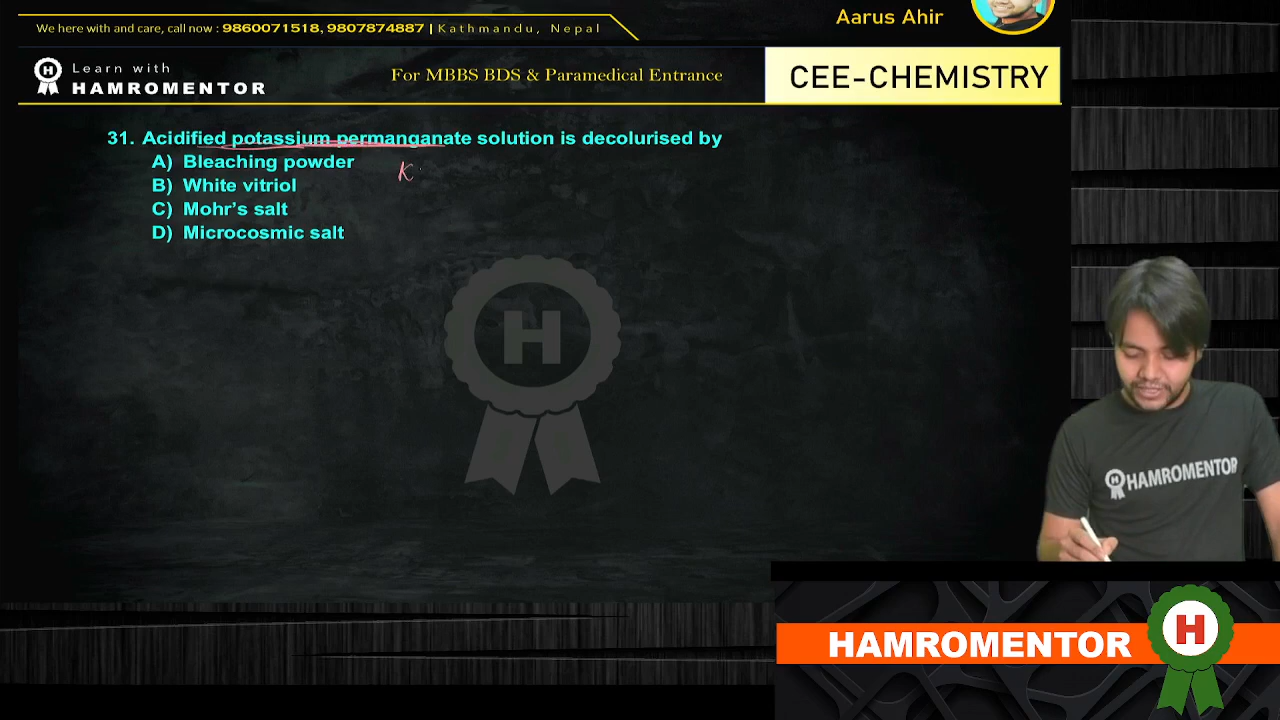 We here with and care, call now : 9860071518, 9807874887 | Kathmandu, Nepal
Aarus Ahir
Learn with
HAMROMENTOR
For MBBS BDS & Paramedical Entrance
CEE-CHEMISTRY
31. Acidified potassium permanganate solution is decolurised by
A) Bleaching powder
K
B) White vitriol
C) Mohr's salt
D) Microcosmic salt
H
HAMROMENTOR
HAMROMENTOR
H